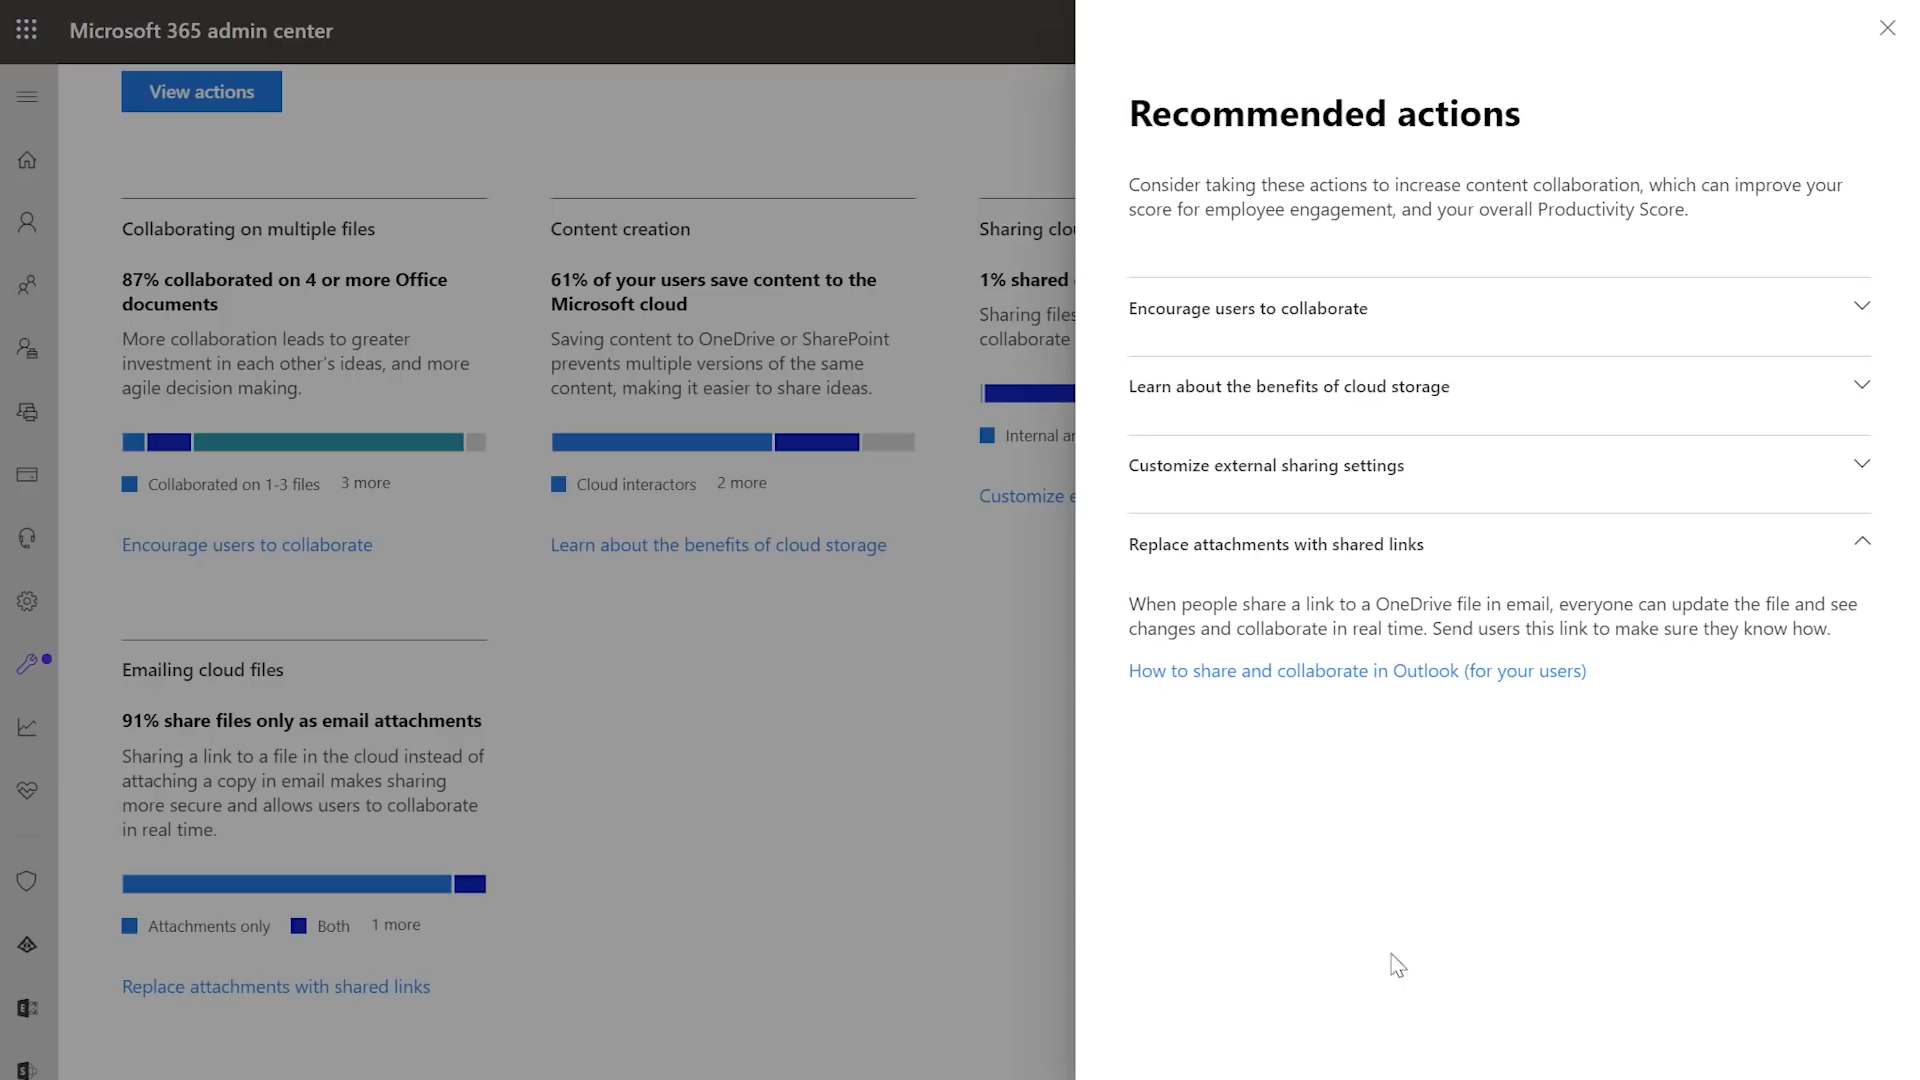 Microsoft 365 admin center
View actions
Collaborating on multiple files
87% collaborated on 4 or more Office
documents
More collaboration leads to greater
investment in each other's ideas, and more
agile decision making.
Collaborated on 1-3 files 3 more
Encourage users to collaborate
Content creation
61% of your users save content to the
Microsoft cloud
Saving content to OneDrive or SharePoint
prevents multiple versions of the same
content, making it easier to share ideas.
Cloud interactors 2 more
Learn about the benefits of cloud storage
Sharing clou
1% shared
Sharing files
collaborate
Internal an
Customize e
Emailing cloud files
91% share files only as email attachments
Sharing a link to a file in the cloud instead of
attaching a copy in email makes sharing
more secure and allows users to collaborate
in real time.
Attachments only Both 1 more
Replace attachments with shared links
Recommended actions
Consider taking these actions to increase content collaboration, which can improve your
score for employee engagement, and your overall Productivity Score.
Encourage users to collaborate
Learn about the benefits of cloud storage
Customize external sharing settings
Replace attachments with shared links
When people share a link to a OneDrive file in email, everyone can update the file and see
changes and collaborate in real time. Send users this link to make sure they know how.
How to share and collaborate in Outlook (for your users)